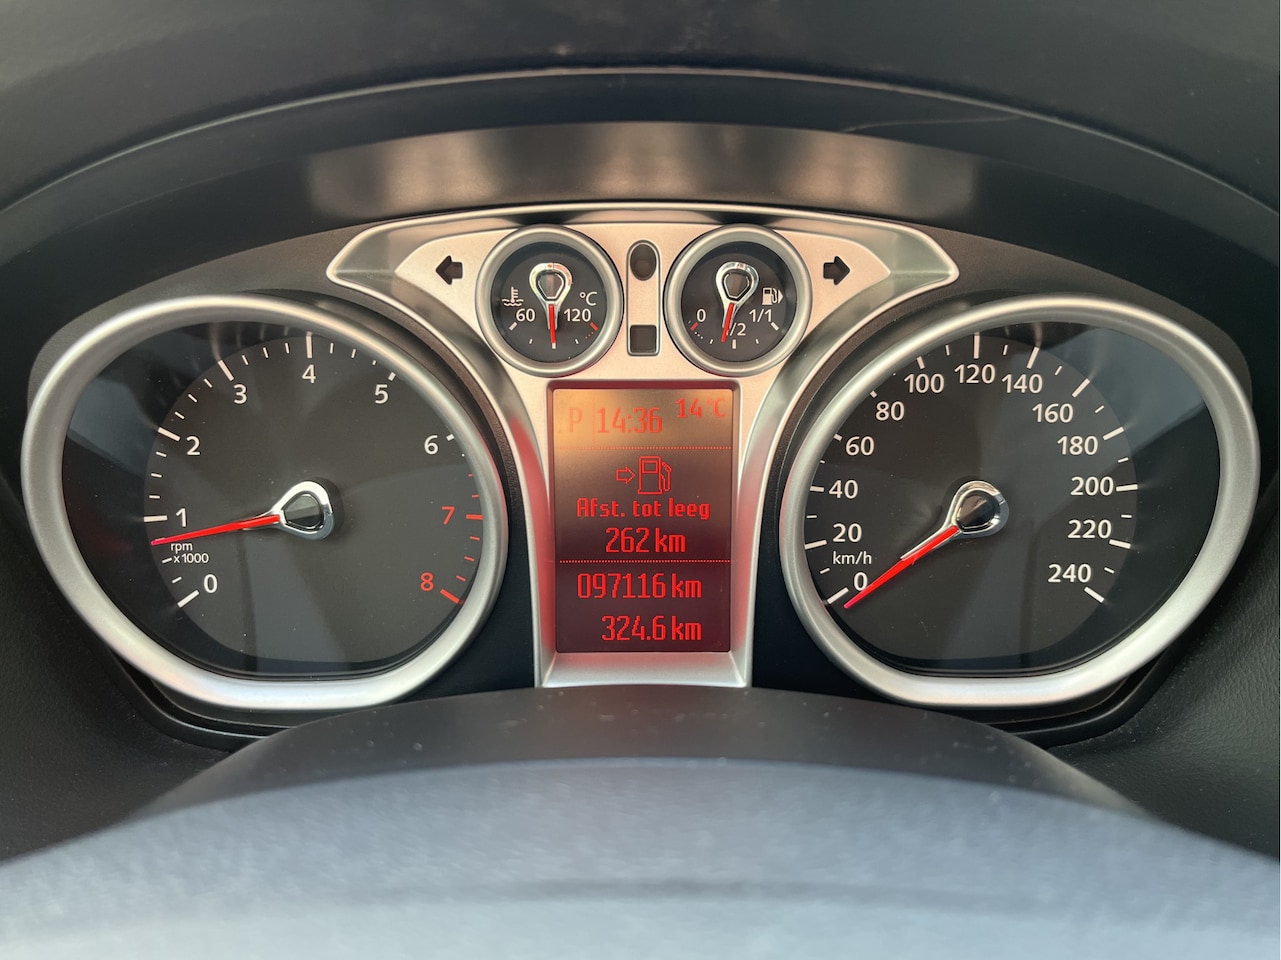 60 120 °C
0 1/2 1/1
0 1 2 3 4 5 6 7 8
rpm
x1000
P 14:36 14°C
Afst. tot leeg
262 km
097116 km
324.6 km
0 20 40 60 80 100 120 140 160 180 200 220 240
km/h